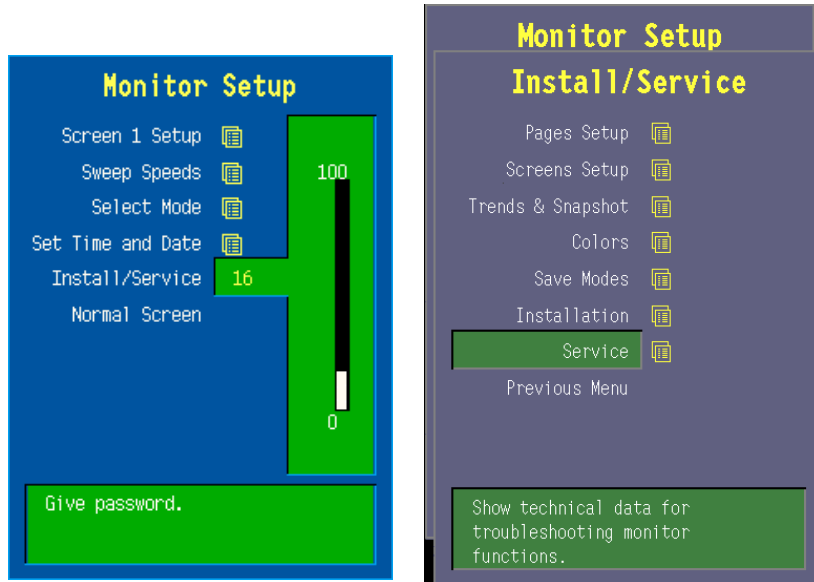 Monitor Setup
Screen 1 Setup
Sweep Speeds
100
Select Mode
Set Time and Date
Install/Service 16
Normal Screen
0
Give password.
Monitor Setup
Install/Service
Pages Setup
Screens Setup
Trends & Snapshot
Colors
Save Modes
Installation
Service
Previous Menu
Show technical data for
troubleshooting monitor
functions.